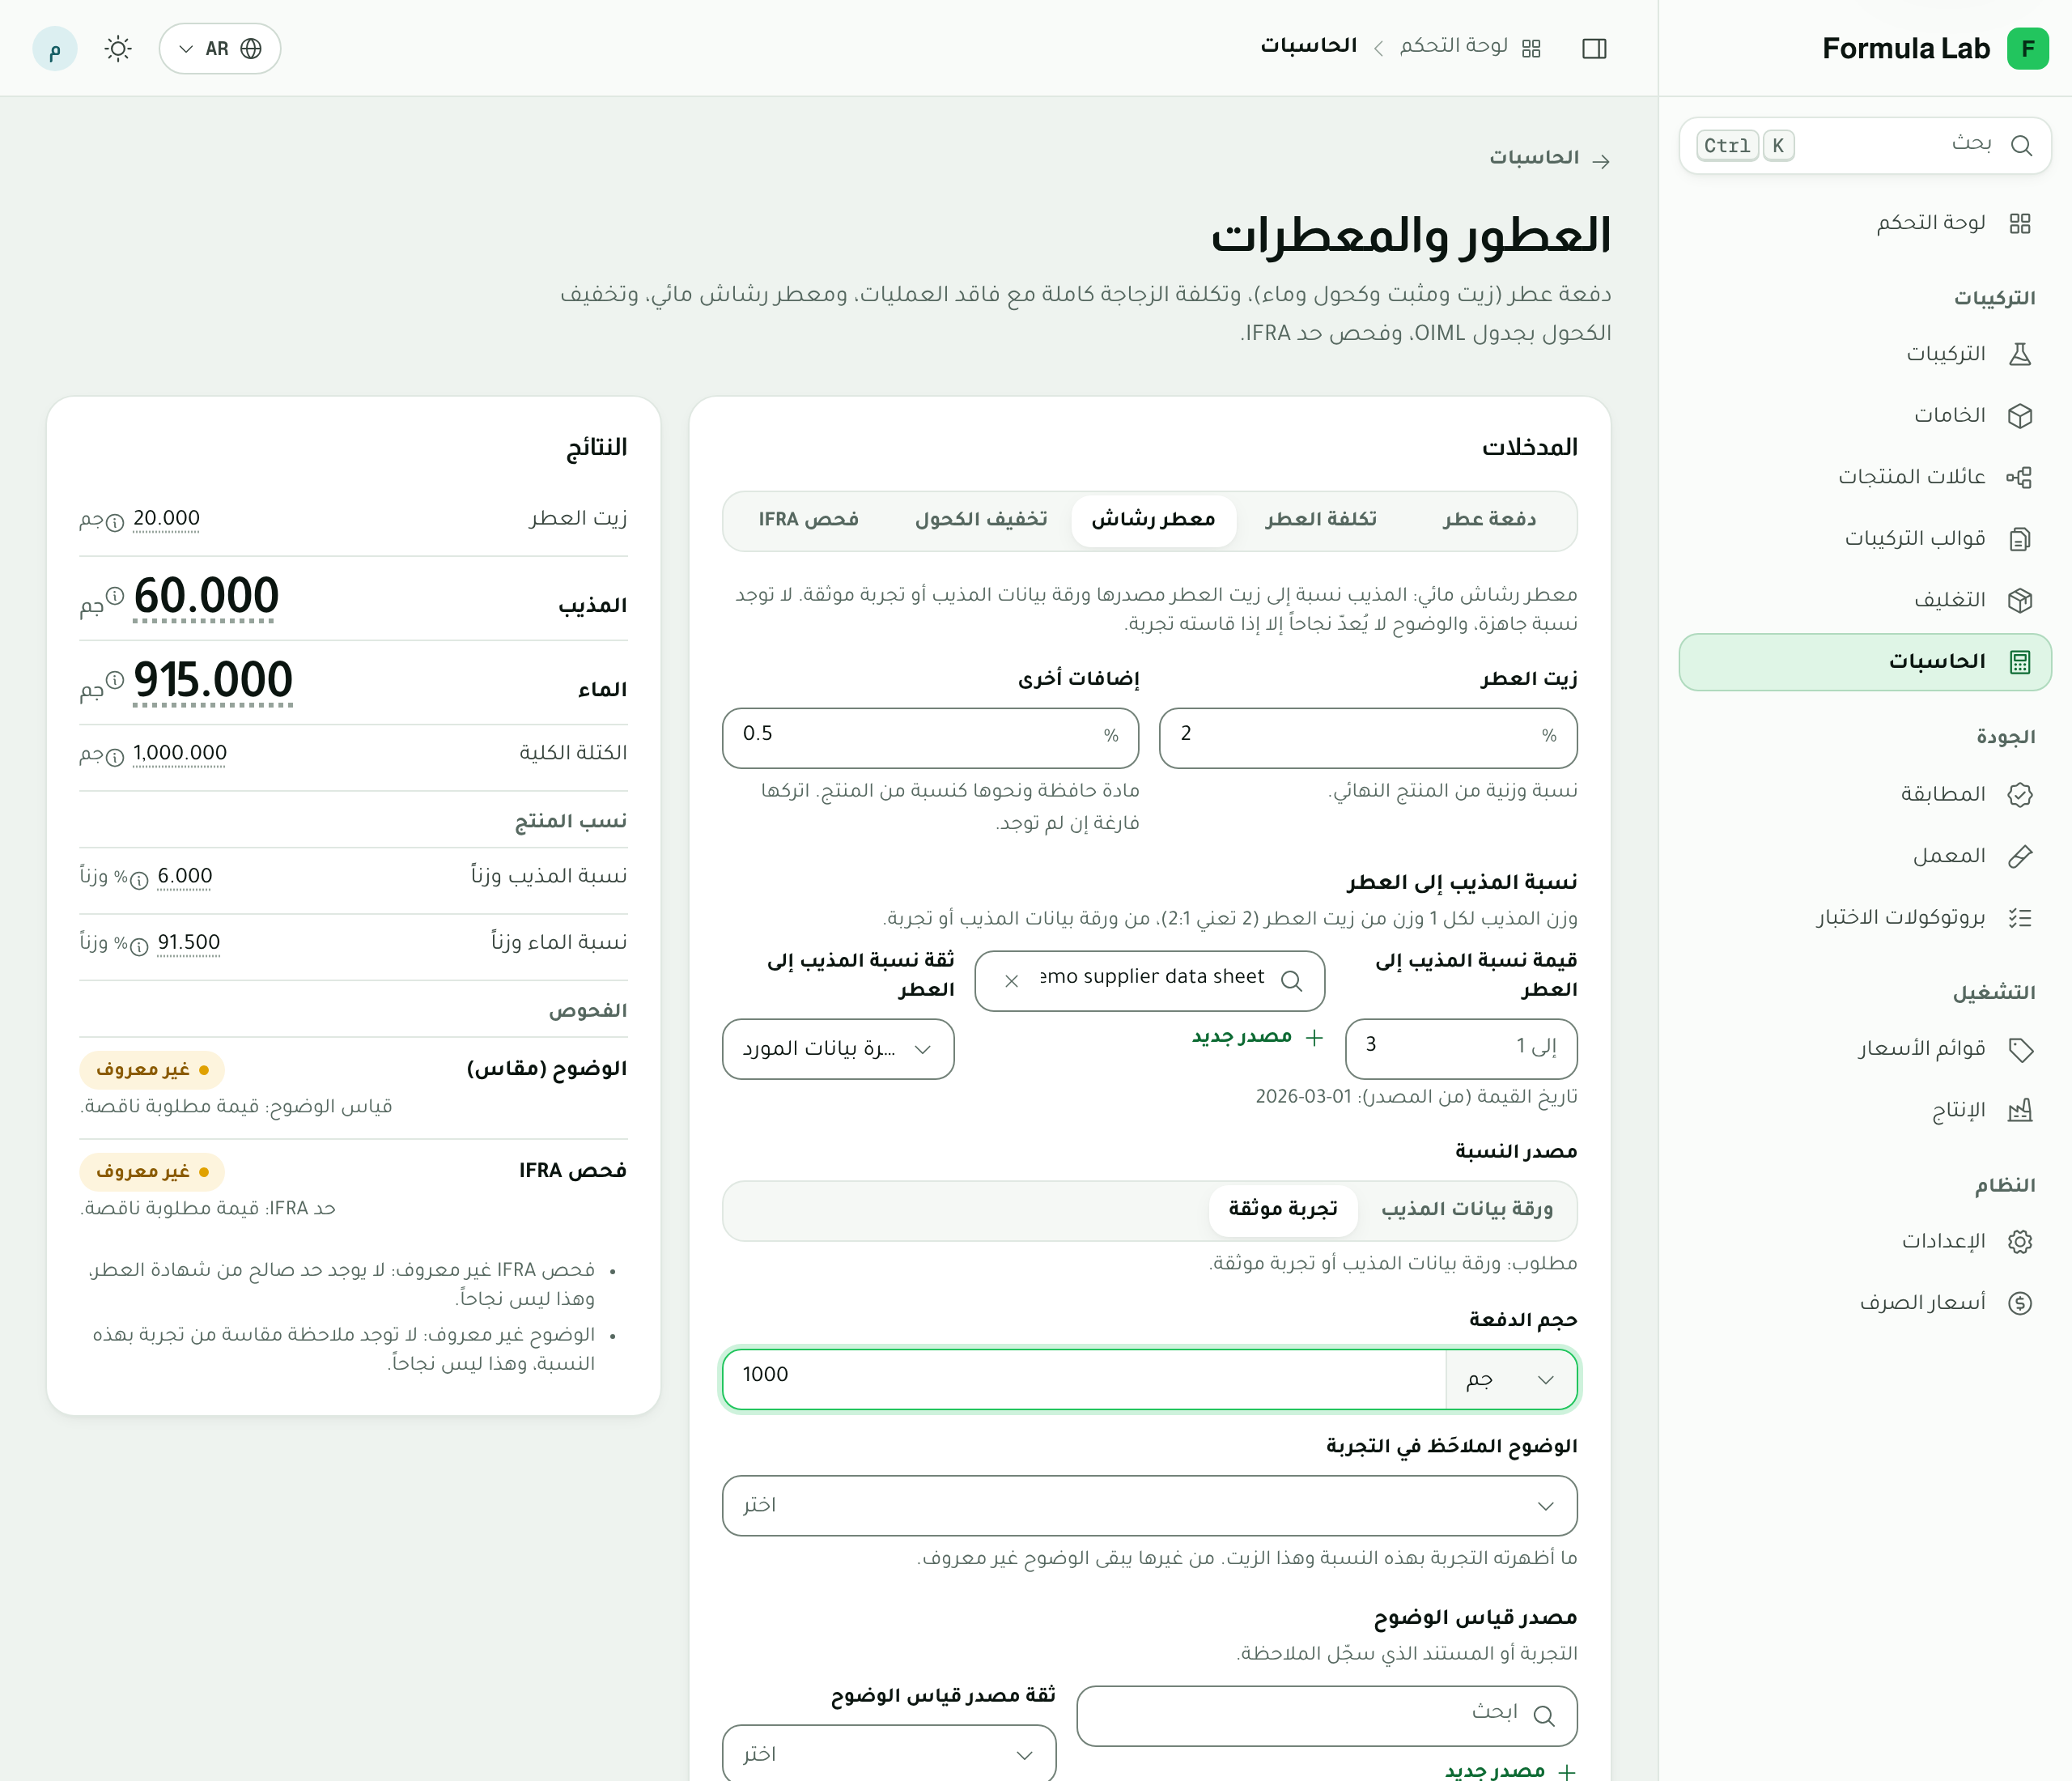 Formula Lab
F
بحث
Ctrl K
لوحة التحكم
التركيبات
التركيبات
الخامات
عائلات المنتجات
قوالب التركيبات
التغليف
الحاسبات
الجودة
المطابقة
المعمل
بروتوكولات الاختبار
التشغيل
قوائم الأسعار
الإنتاج
النظام
الإعدادات
أسعار الصرف
لوحة التحكم
الحاسبات
AR
م
الحاسبات
العطور والمعطرات
دفعة عطر (زيت ومثبت وكحول وماء)، وتكلفة الزجاجة كاملة مع فاقد العمليات، ومعطر رشاش مائي، وتخفيف
الكحول بجدول OIML، وفحص حد IFRA.
المدخلات
دفعة عطر
تكلفة العطر
معطر رشاش
تخفيف الكحول
فحص IFRA
معطر رشاش مائي: المذيب نسبة إلى زيت العطر مصدرها ورقة بيانات المذيب أو تجربة موثقة. لا توجد
نسبة جاهزة، والوضوح لا يُعدّ نجاحاً إلا إذا قاسته تجربة.
زيت العطر
% 2
نسبة وزنية من المنتج النهائي.
إضافات أخرى
% 0.5
مادة حافظة ونحوها كنسبة من المنتج. اتركها
فارغة إن لم توجد.
نسبة المذيب إلى العطر
وزن المذيب لكل 1 وزن من زيت العطر (2 تعني 2:1)، من ورقة بيانات المذيب أو تجربة.
قيمة نسبة المذيب إلى
العطر
إلى 1 3
emo supplier data sheet
مصدر جديد
ثقة نسبة المذيب إلى
العطر
...رة بيانات المورد
تاريخ القيمة (من المصدر): 2026-03-01
مصدر النسبة
ورقة بيانات المذيب
تجربة موثقة
مطلوب: ورقة بيانات المذيب أو تجربة موثقة.
حجم الدفعة
جم 1000
الوضوح الملاحَظ في التجربة
اختر
ما أظهرته التجربة بهذه النسبة وهذا الزيت. من غيرها يبقى الوضوح غير معروف.
مصدر قياس الوضوح
التجربة أو المستند الذي سجّل الملاحظة.
ابحث
مصدر جديد
ثقة مصدر قياس الوضوح
اختر
النتائج
زيت العطر 20.000 جم
المذيب 60.000 جم
الماء 915.000 جم
الكتلة الكلية 1,000.000 جم
نسب المنتج
نسبة المذيب وزناً 6.000 % وزناً
نسبة الماء وزناً 91.500 % وزناً
الفحوص
الوضوح (مقاس) غير معروف
قياس الوضوح: قيمة مطلوبة ناقصة.
فحص IFRA غير معروف
حد IFRA: قيمة مطلوبة ناقصة.
• فحص IFRA غير معروف: لا يوجد حد صالح من شهادة العطر،
وهذا ليس نجاحاً.
• الوضوح غير معروف: لا توجد ملاحظة مقاسة من تجربة بهذه
النسبة، وهذا ليس نجاحاً.